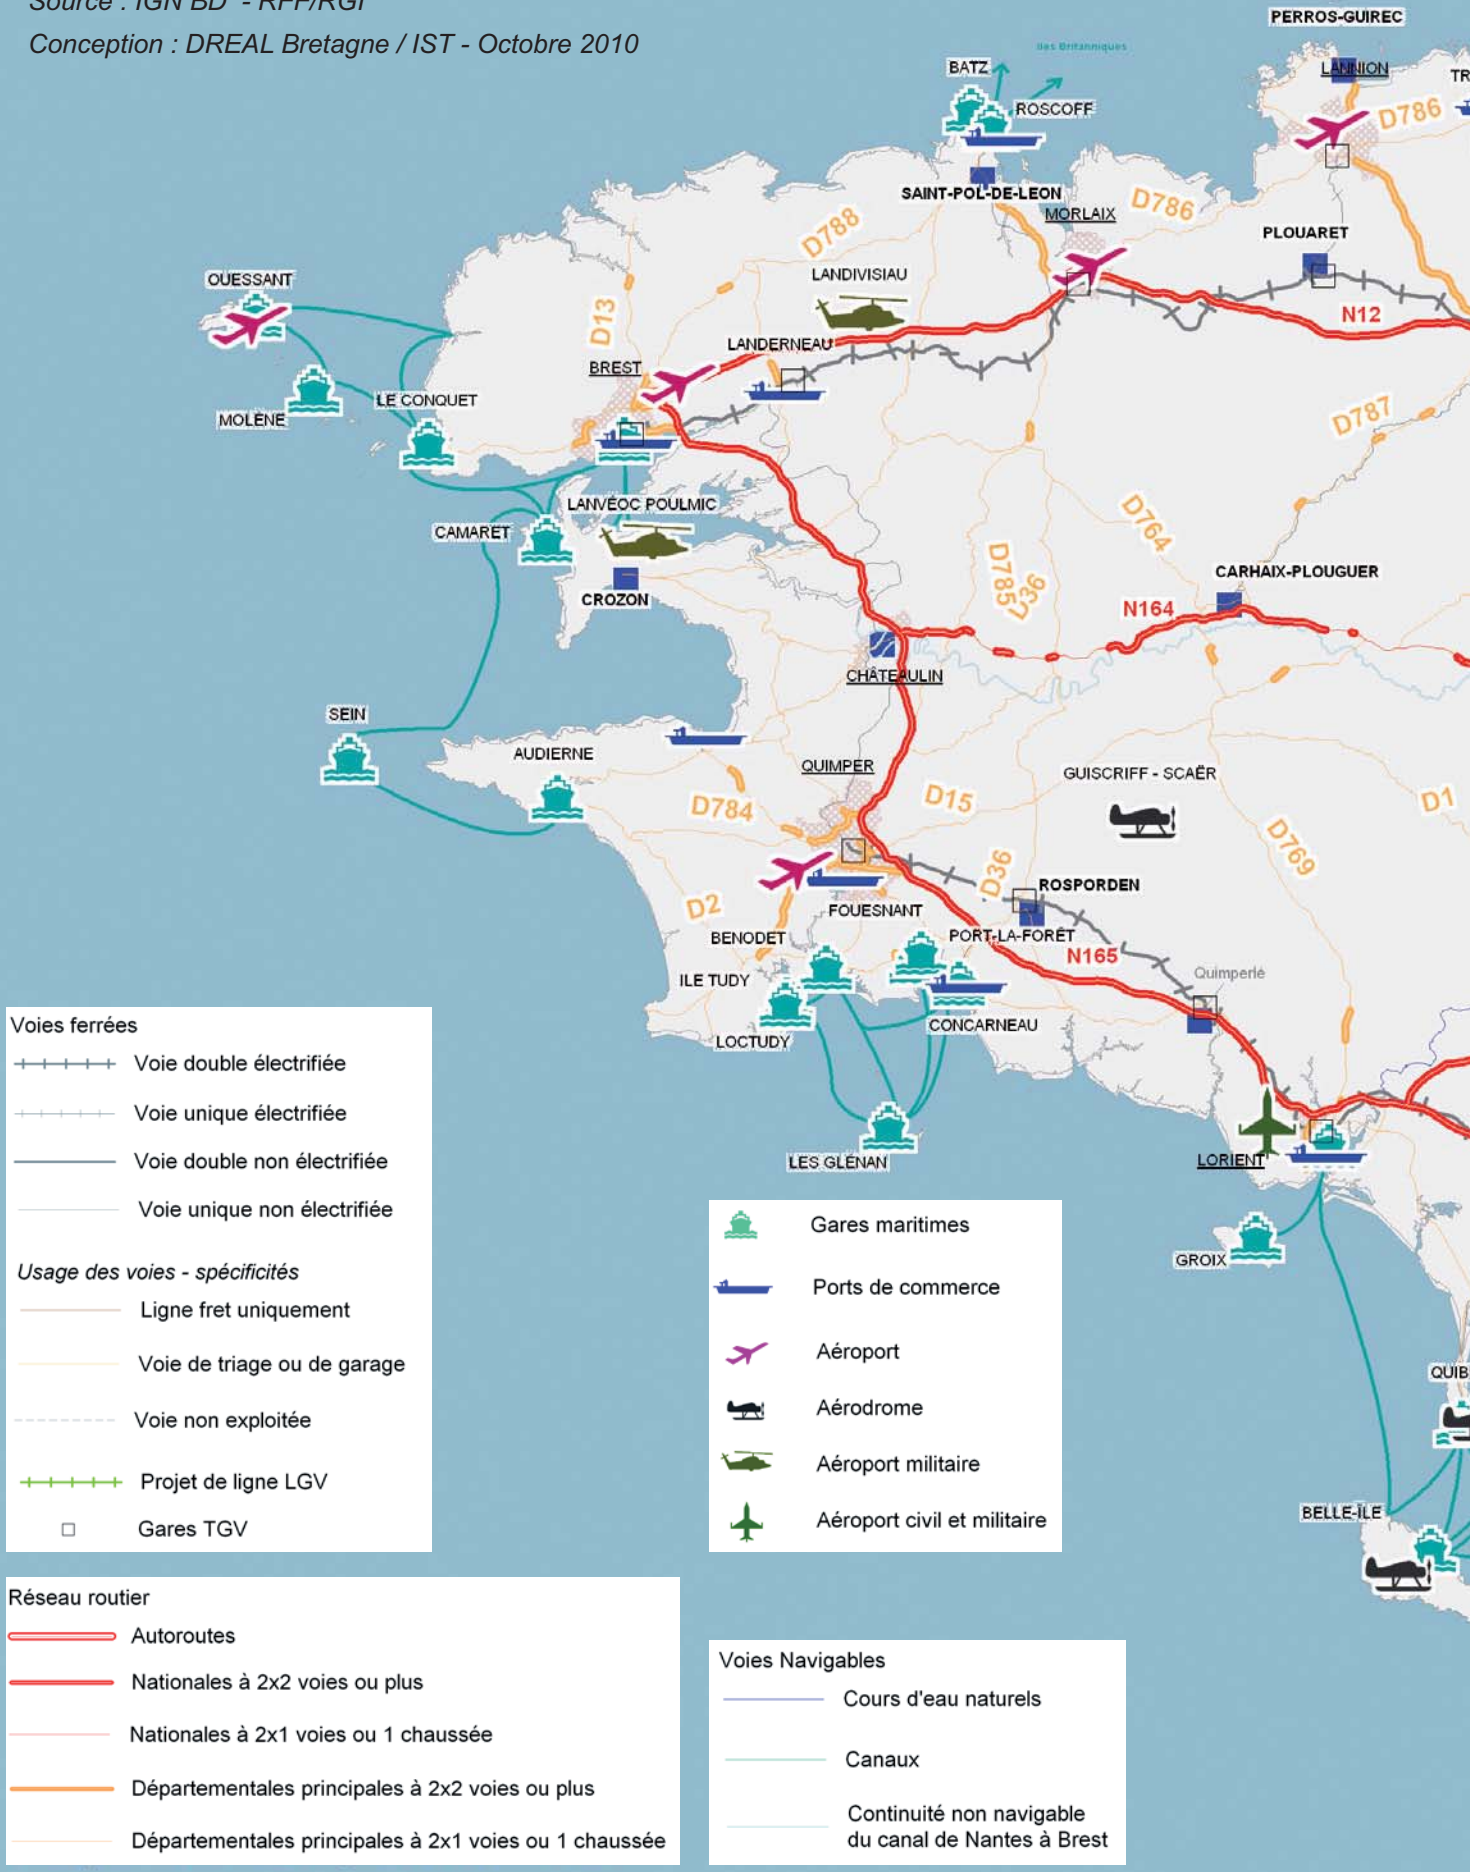 Source : IGN BD - RFF/RGI
Conception : DREAL Bretagne / IST - Octobre 2010
PERROS-GUIREC
Iles Britanniques
BATZ
LANNION
TR
ROSCOFF
D786
SAINT-POL-DE-LEON
MORLAIX
D786
D788
PLOUARET
LANDIVISIAU
OUESSANT
D13
N12
LANDERNEAU
BREST
MOLÈNE
LE CONQUET
D787
LANVÉOC POULMIC
CAMARET
D764
D785
D36
CARHAIX-PLOUGUER
CROZON
N164
CHÂTEAULIN
SEIN
AUDIERNE
QUIMPER
GUISCRIFF - SCAËR
D784
D15
D1
D769
D36
ROSPORDEN
D2
FOUESNANT
BENODET
PORT-LA-FORÊT
N165
Quimperlé
ILE TUDY
CONCARNEAU
LOCTUDY
LES GLÉNAN
LORIENT
GROIX
QUIB
BELLE-ÎLE
Voies ferrées
Voie double électrifiée
Voie unique électrifiée
Voie double non électrifiée
Voie unique non électrifiée
Usage des voies - spécificités
Ligne fret uniquement
Voie de triage ou de garage
Voie non exploitée
Projet de ligne LGV
Gares TGV
Gares maritimes
Ports de commerce
Aéroport
Aérodrome
Aéroport militaire
Aéroport civil et militaire
Réseau routier
Autoroutes
Nationales à 2x2 voies ou plus
Nationales à 2x1 voies ou 1 chaussée
Départementales principales à 2x2 voies ou plus
Départementales principales à 2x1 voies ou 1 chaussée
Voies Navigables
Cours d'eau naturels
Canaux
Continuité non navigable
du canal de Nantes à Brest